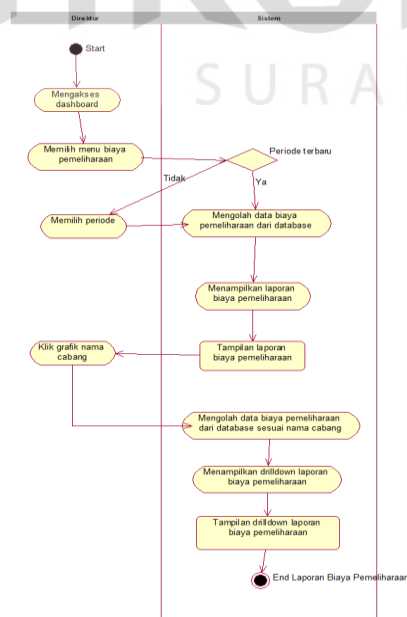 Direktur
Sistem
Start
Mengakses
dashboard
Memilih menu biaya
pemeliharaan
Periode terbaru
Tidak
Ya
Memilih periode
Mengolah data biaya
pemeliharaan dari database
Menampilkan laporan
biaya pemeliharaan
Tampilan laporan
biaya pemeliharaan
Klik grafik nama
cabang
Mengolah data biaya pemeliharaan
dari database sesuai nama cabang
Menampilkan drilldown laporan
biaya pemeliharaan
Tampilan drilldown laporan
biaya pemeliharaan
End Laporan Biaya Pemeliharaan